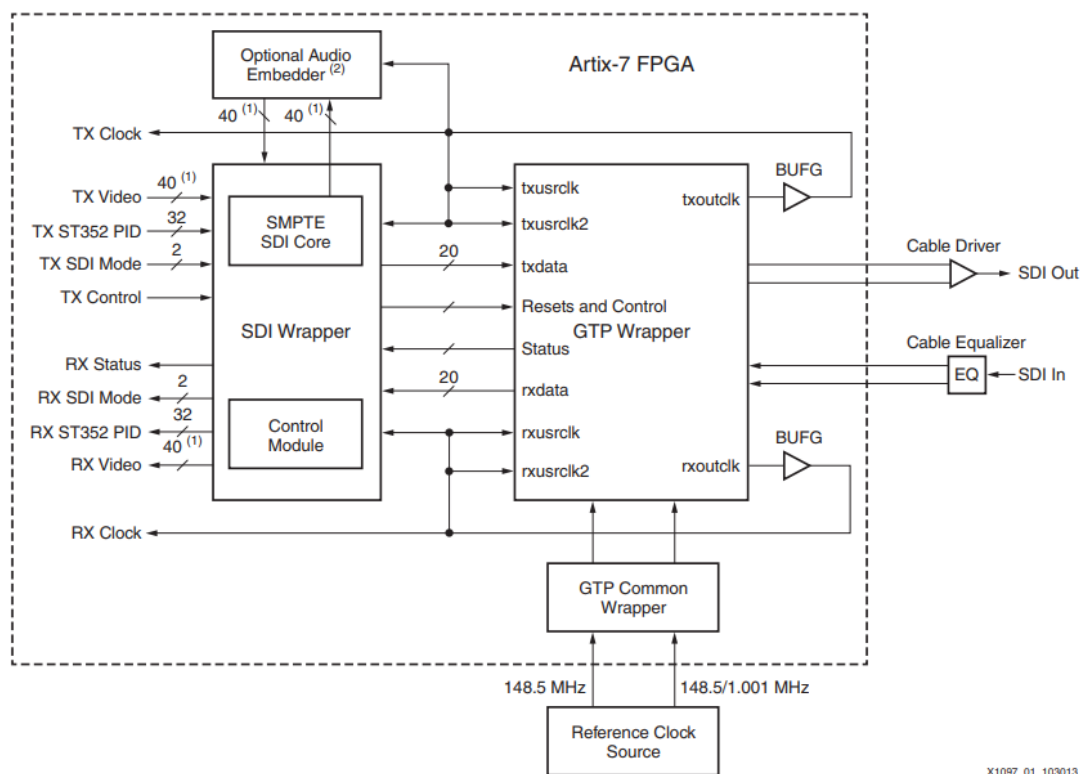 Optional Audio
Embedder (2)
Artix-7 FPGA
40 (1)
40 (1)
TX Clock
BUFG
TX Video
40 (1)
txusrclk
txoutclk
TX ST352 PID
32
SMPTE
SDI Core
txusrclk2
TX SDI Mode
2
20
txdata
Cable Driver
SDI Out
TX Control
Resets and Control
SDI Wrapper
GTP Wrapper
Status
Cable Equalizer
RX Status
20
rxdata
EQ
SDI In
RX SDI Mode
2
RX ST352 PID
32
Control
Module
rxusrclk
BUFG
RX Video
40 (1)
rxusrclk2
rxoutclk
RX Clock
GTP Common
Wrapper
148.5 MHz
148.5/1.001 MHz
Reference Clock
Source
X1097_01_103013